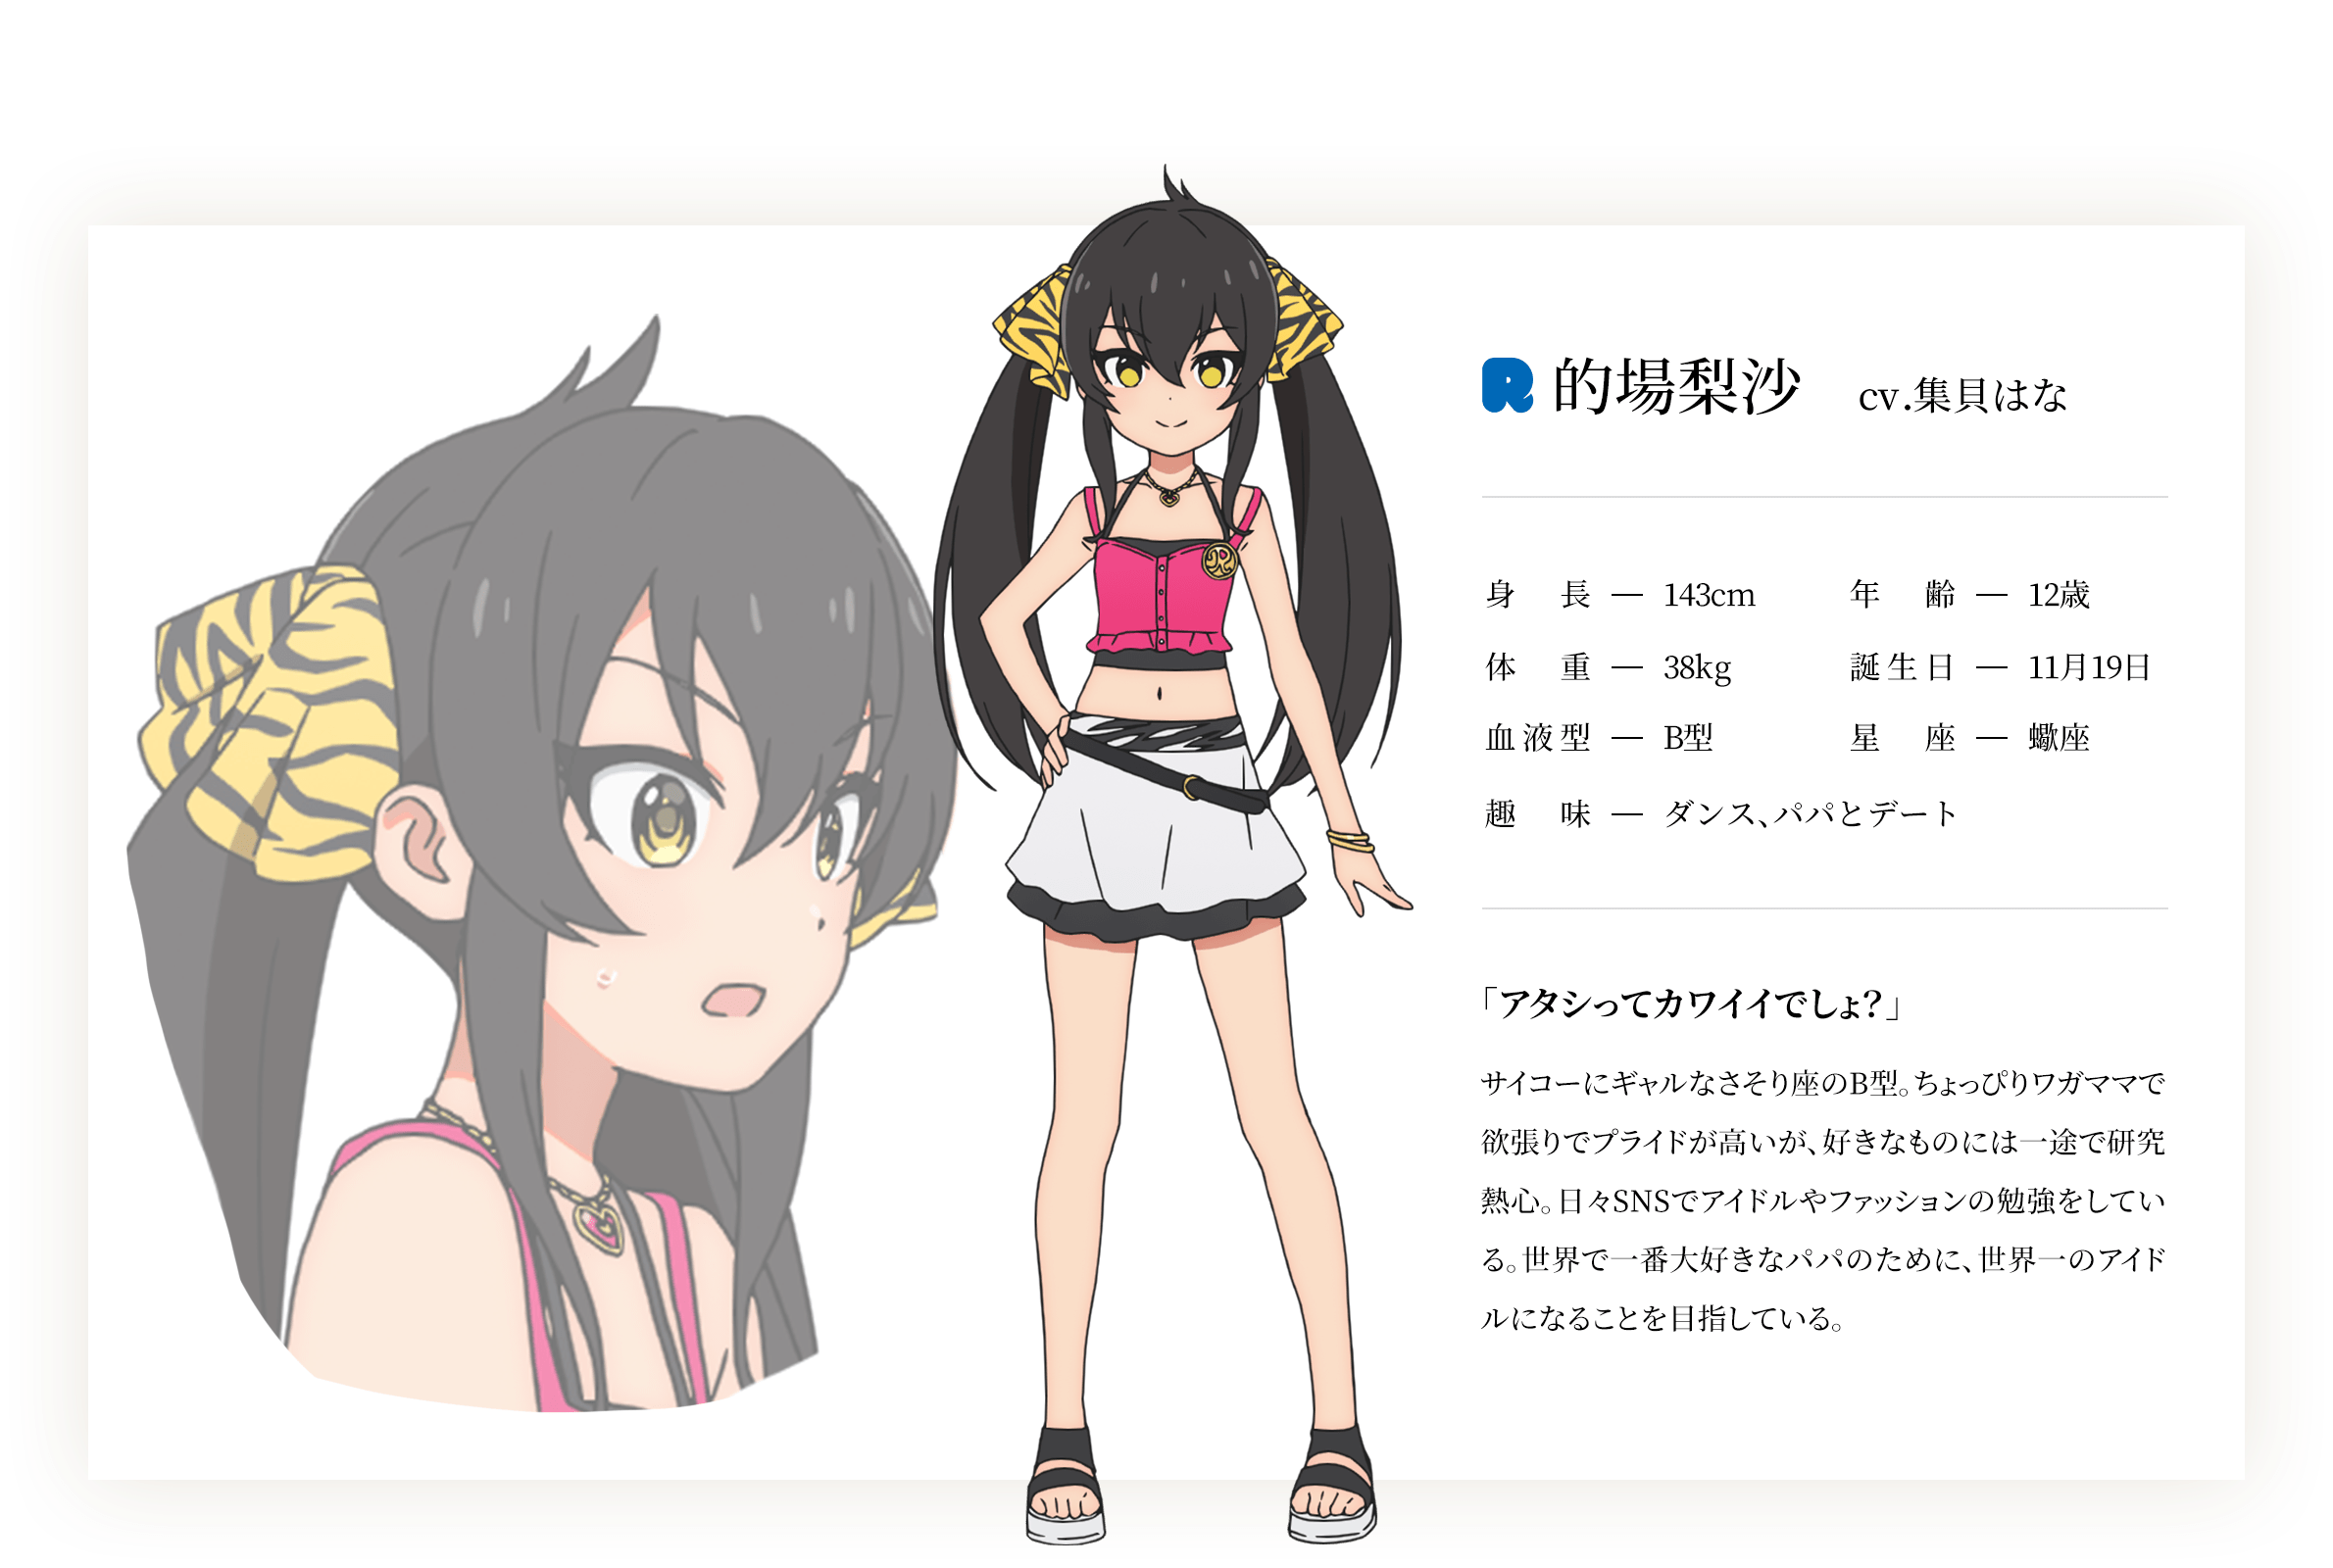 R 的場梨沙 cv.集貝はな
身長 ― 143cm 年齢 ― 12歳
体重 ― 38kg 誕生日 ― 11月19日
血液型 ― B型 星座 ― 蠍座
趣味 ― ダンス、パパとデート
「アタシってカワイイでしょ？」
サイコーにギャルなさそり座のB型。ちょっぴりワガママで
欲張りでプライドが高いが、好きなものには一途で研究
熱心。日々SNSでアイドルやファッションの勉強をしてい
る。世界で一番大好きなパパのために、世界一のアイド
ルになることを目指している。